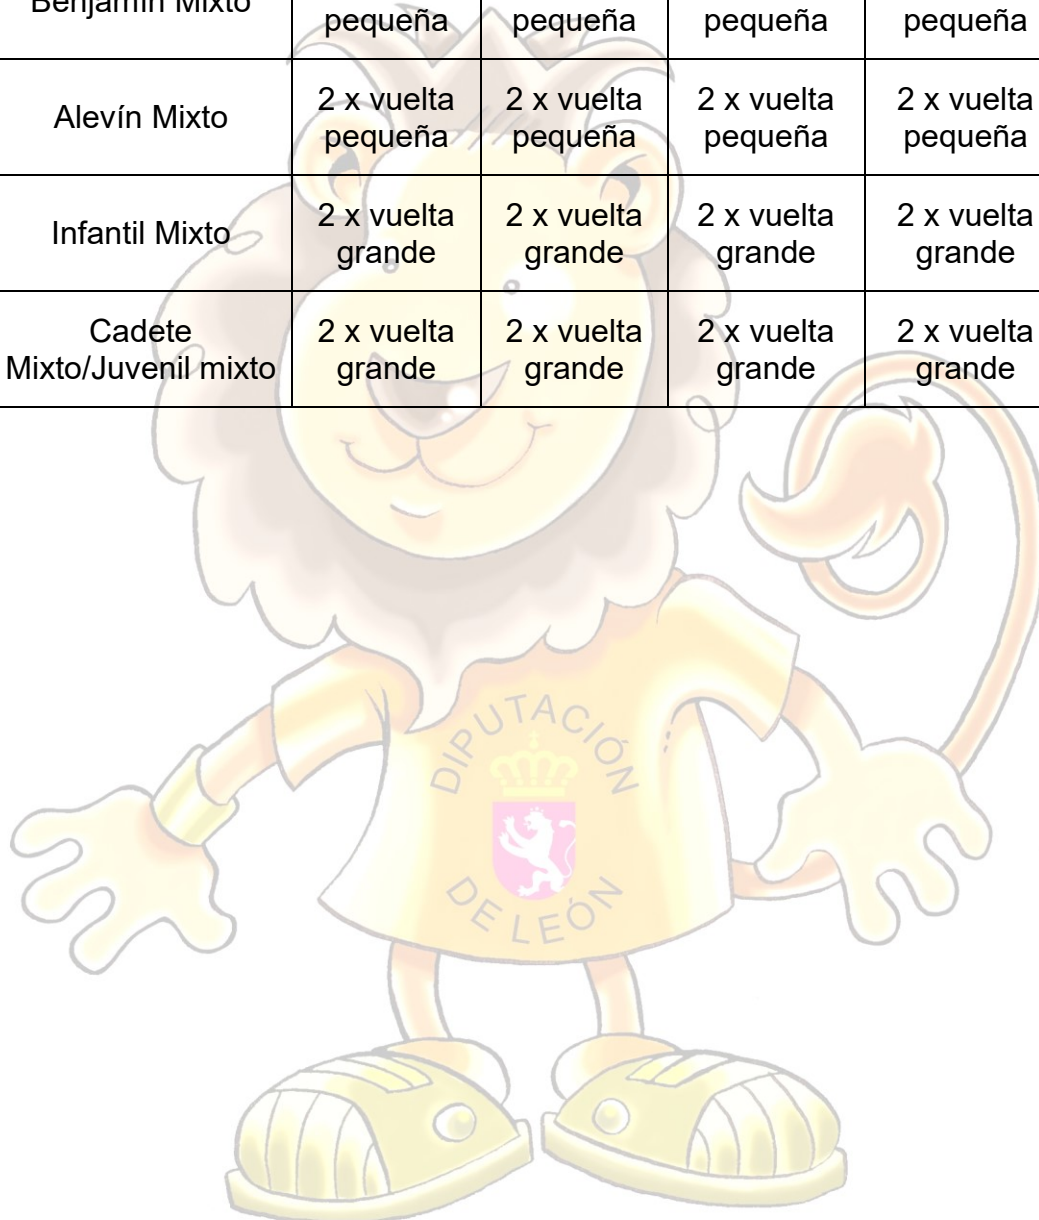 Benjamín Mixto
pequeña pequeña pequeña pequeña
Alevín Mixto
2 x vuelta 2 x vuelta 2 x vuelta 2 x vuelta
pequeña pequeña pequeña pequeña
Infantil Mixto
2 x vuelta 2 x vuelta 2 x vuelta 2 x vuelta
grande grande grande grande
Cadete
Mixto/Juvenil mixto
2 x vuelta 2 x vuelta 2 x vuelta 2 x vuelta
grande grande grande grande
DIPUTACIÓN
DE LEÓN